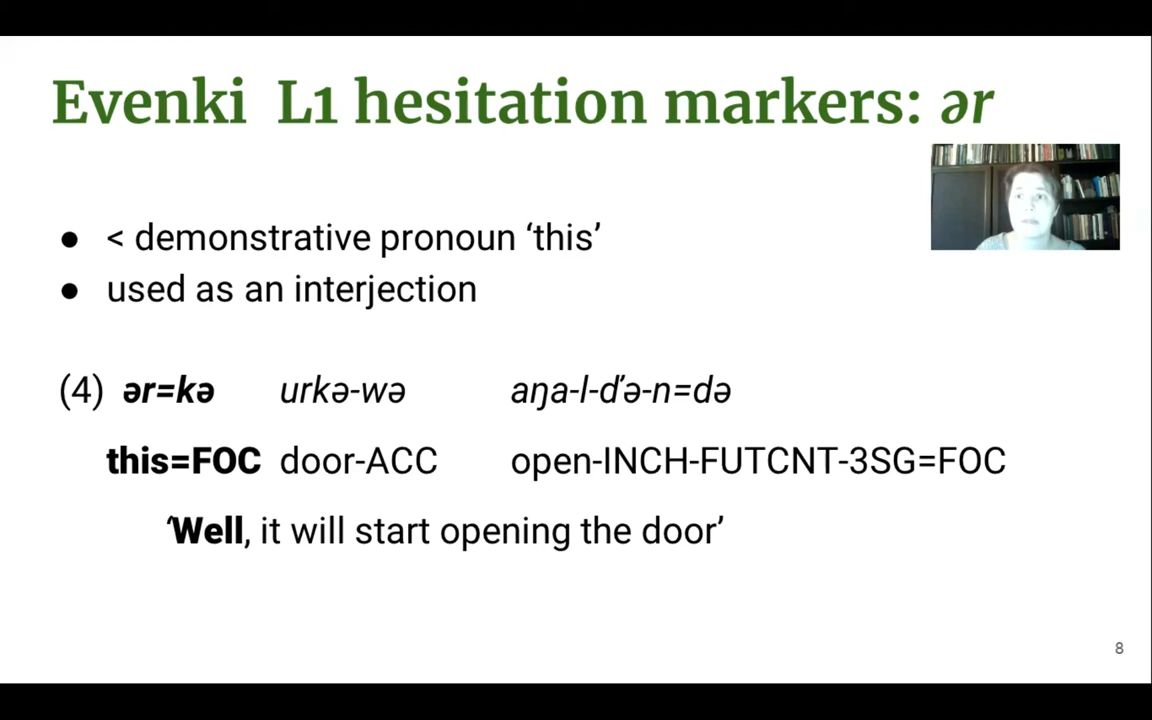 Evenki L1 hesitation markers: ər
● < demonstrative pronoun ‘this’
● used as an interjection
(4) ər=kə urkə-wə aŋa-l-d’ə-n=də
this=FOC door-ACC open-INCH-FUTCNT-3SG=FOC
‘Well, it will start opening the door’
8